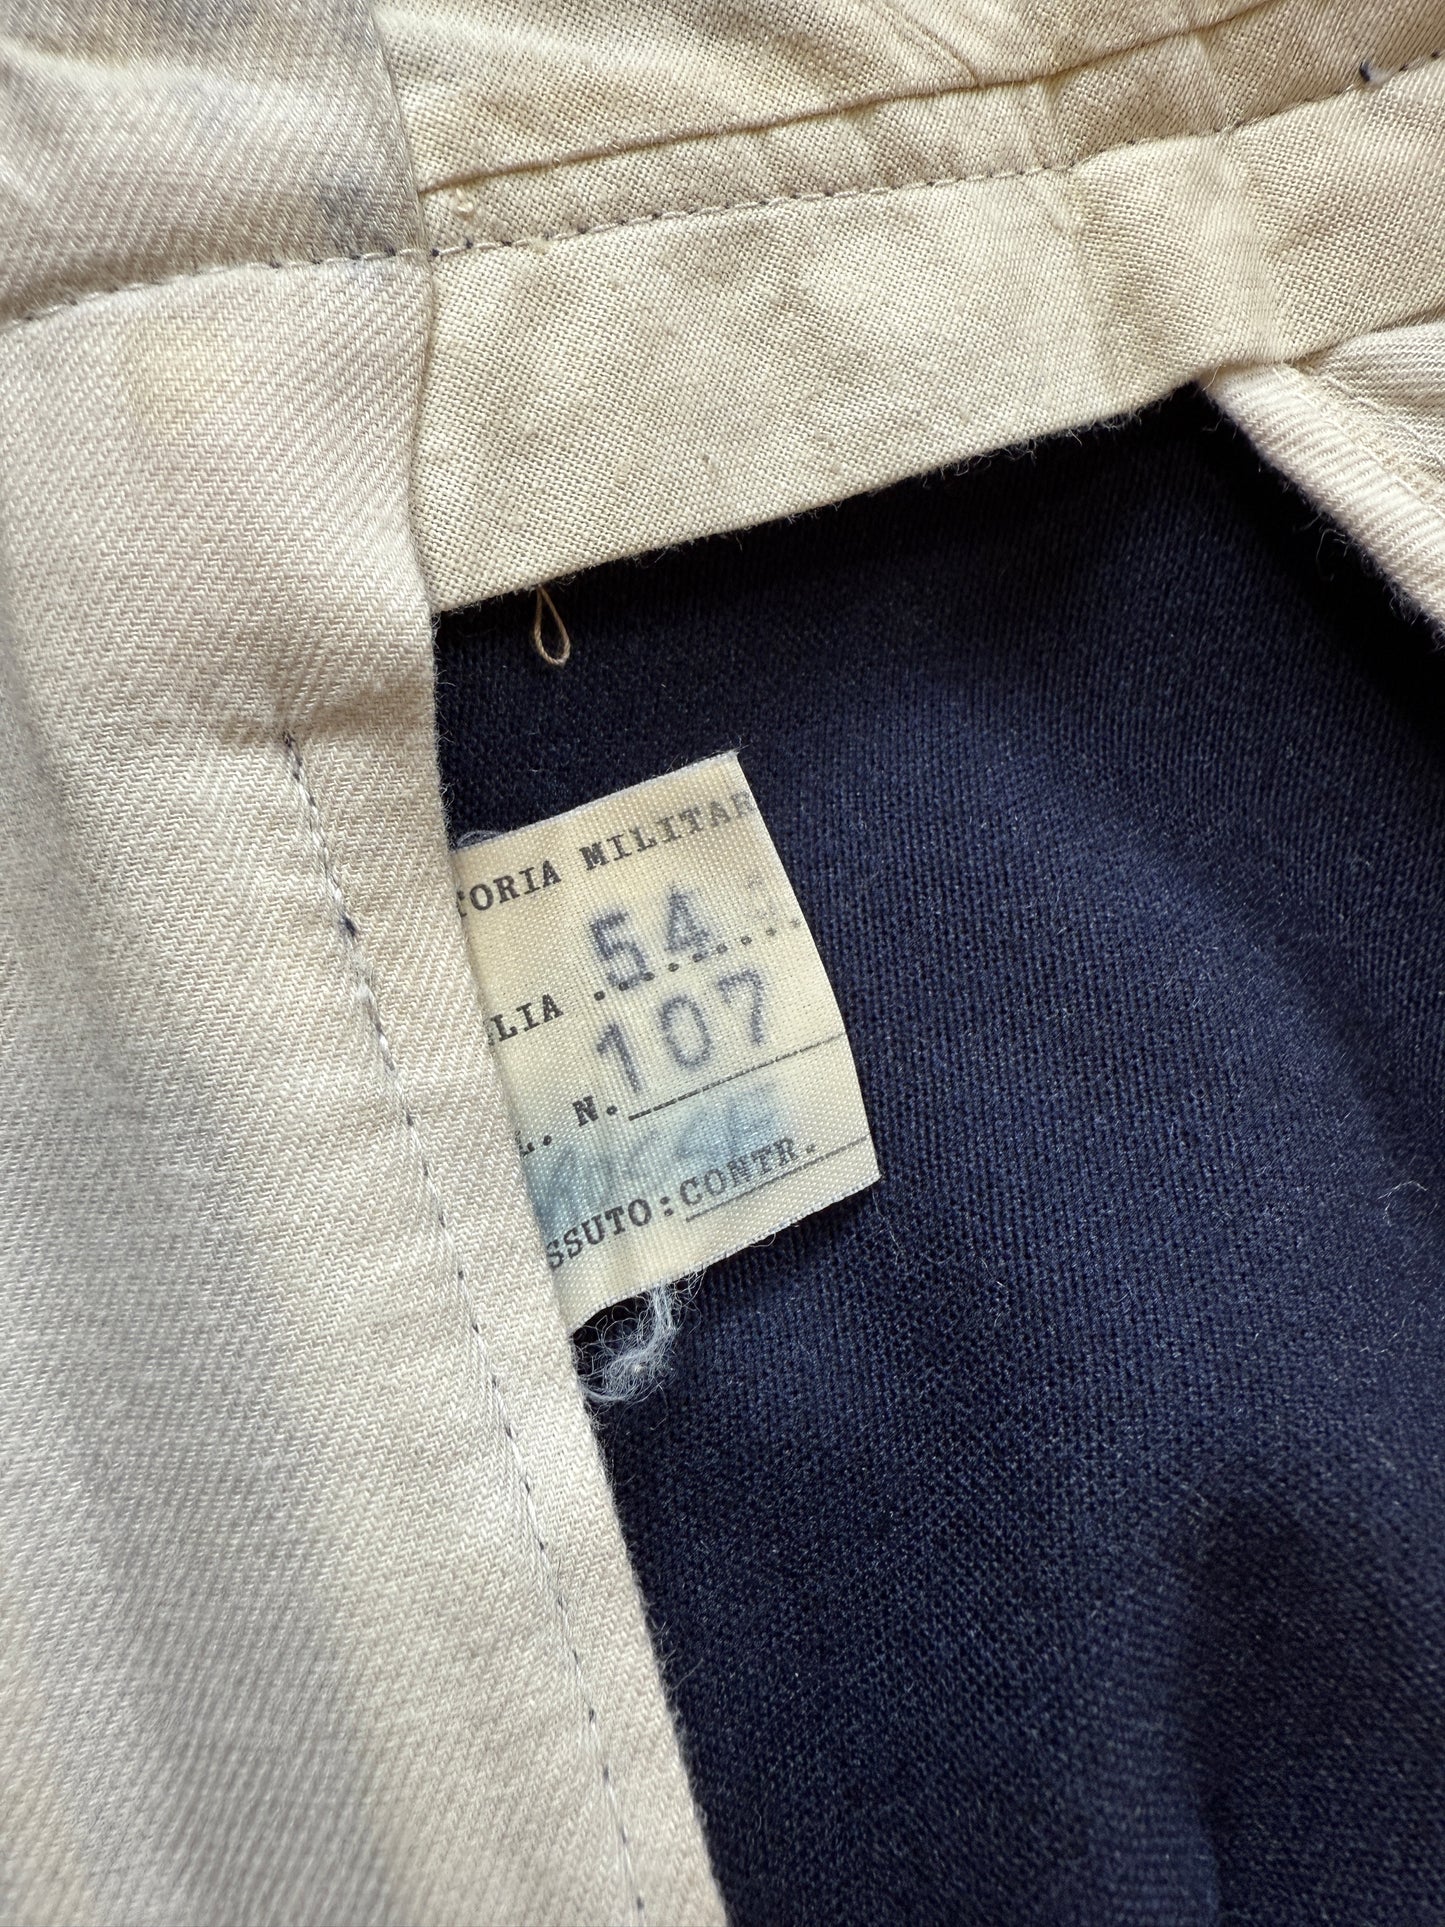 TORIA MILITAR
54
LIA ............
107
L. N.
SSUTO: CONTR.